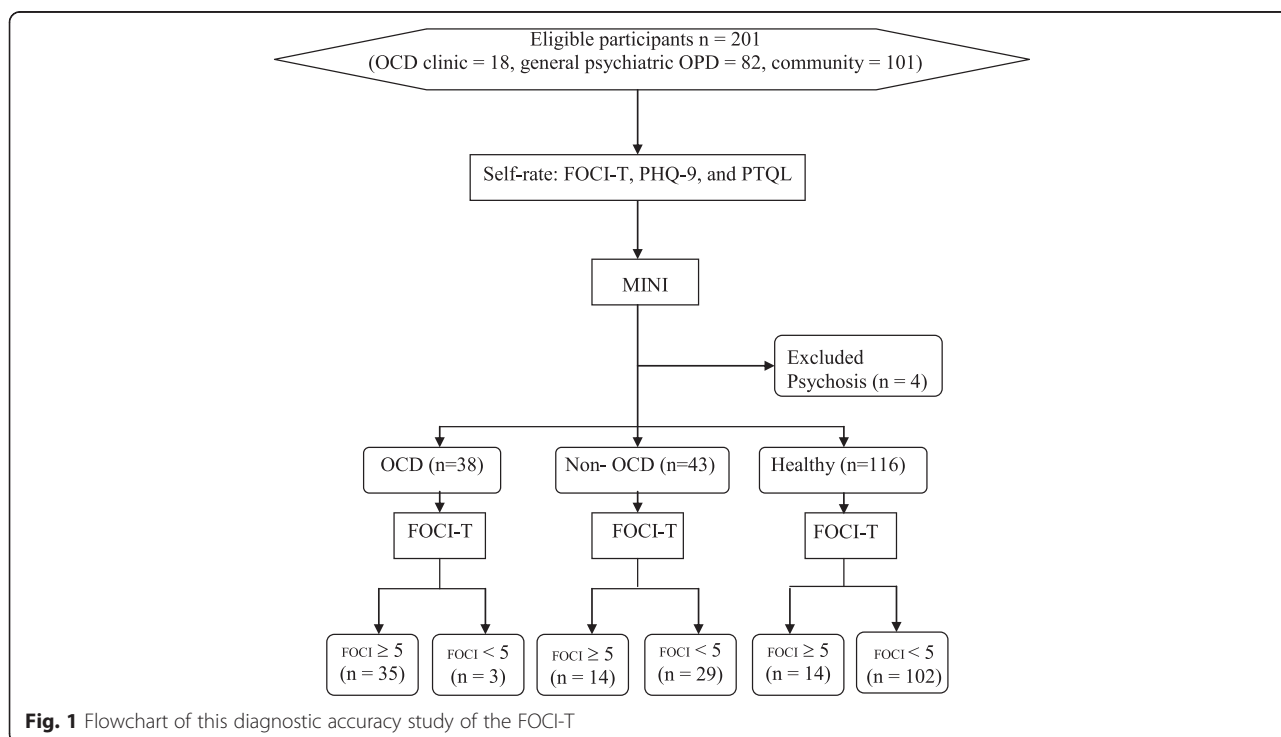 Eligible participants n = 201
(OCD clinic = 18, general psychiatric OPD = 82, community = 101)
Self-rate: FOCI-T, PHQ-9, and PTQL
MINI
Excluded
Psychosis (n = 4)
OCD (n=38)
Non- OCD (n=43)
Healthy (n=116)
FOCI-T
FOCI-T
FOCI-T
FOCI ≥ 5
(n = 35)
FOCI < 5
(n = 3)
FOCI ≥ 5
(n = 14)
FOCI < 5
(n = 29)
FOCI ≥ 5
(n = 14)
FOCI < 5
(n = 102)
Fig. 1 Flowchart of this diagnostic accuracy study of the FOCI-T